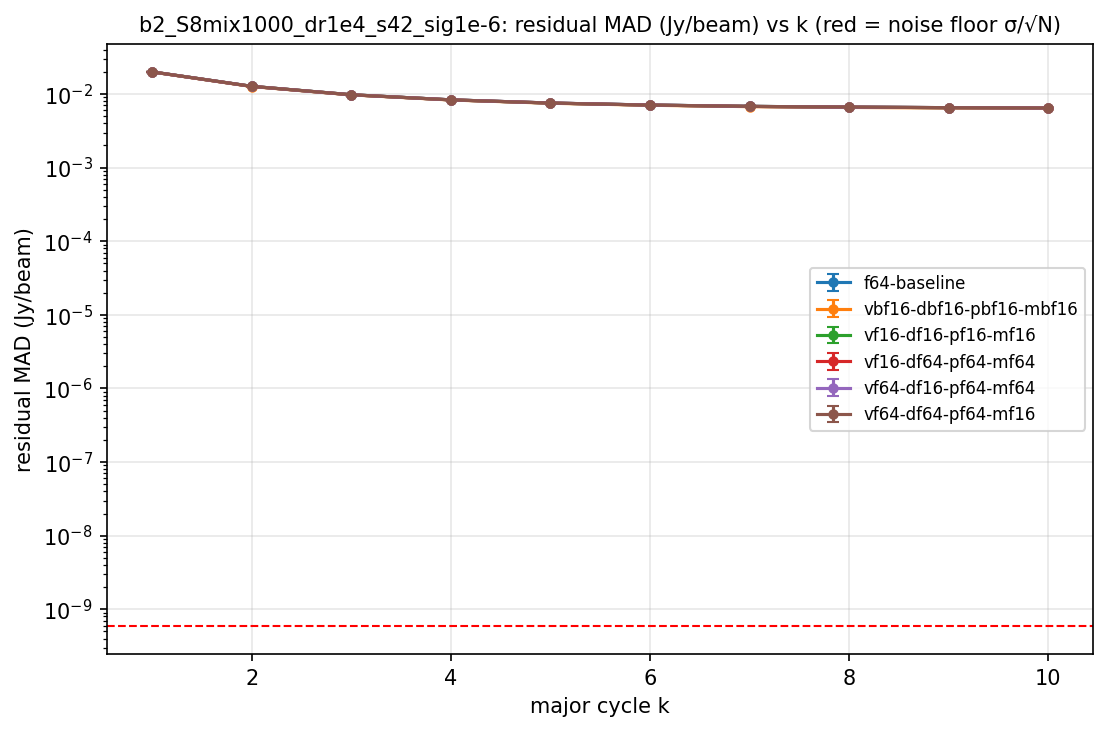 b2_S8mix1000_dr1e4_s42_sig1e-6: residual MAD (Jy/beam) vs k (red = noise floor σ/√N)
residual MAD (Jy/beam)
10⁻²
10⁻³
10⁻⁴
10⁻⁵
10⁻⁶
10⁻⁷
10⁻⁸
10⁻⁹
f64-baseline
vbf16-dbf16-pbf16-mbf16
vf16-df16-pf16-mf16
vf16-df64-pf64-mf64
vf64-df16-pf64-mf64
vf64-df64-pf64-mf16
2 4 6 8 10
major cycle k